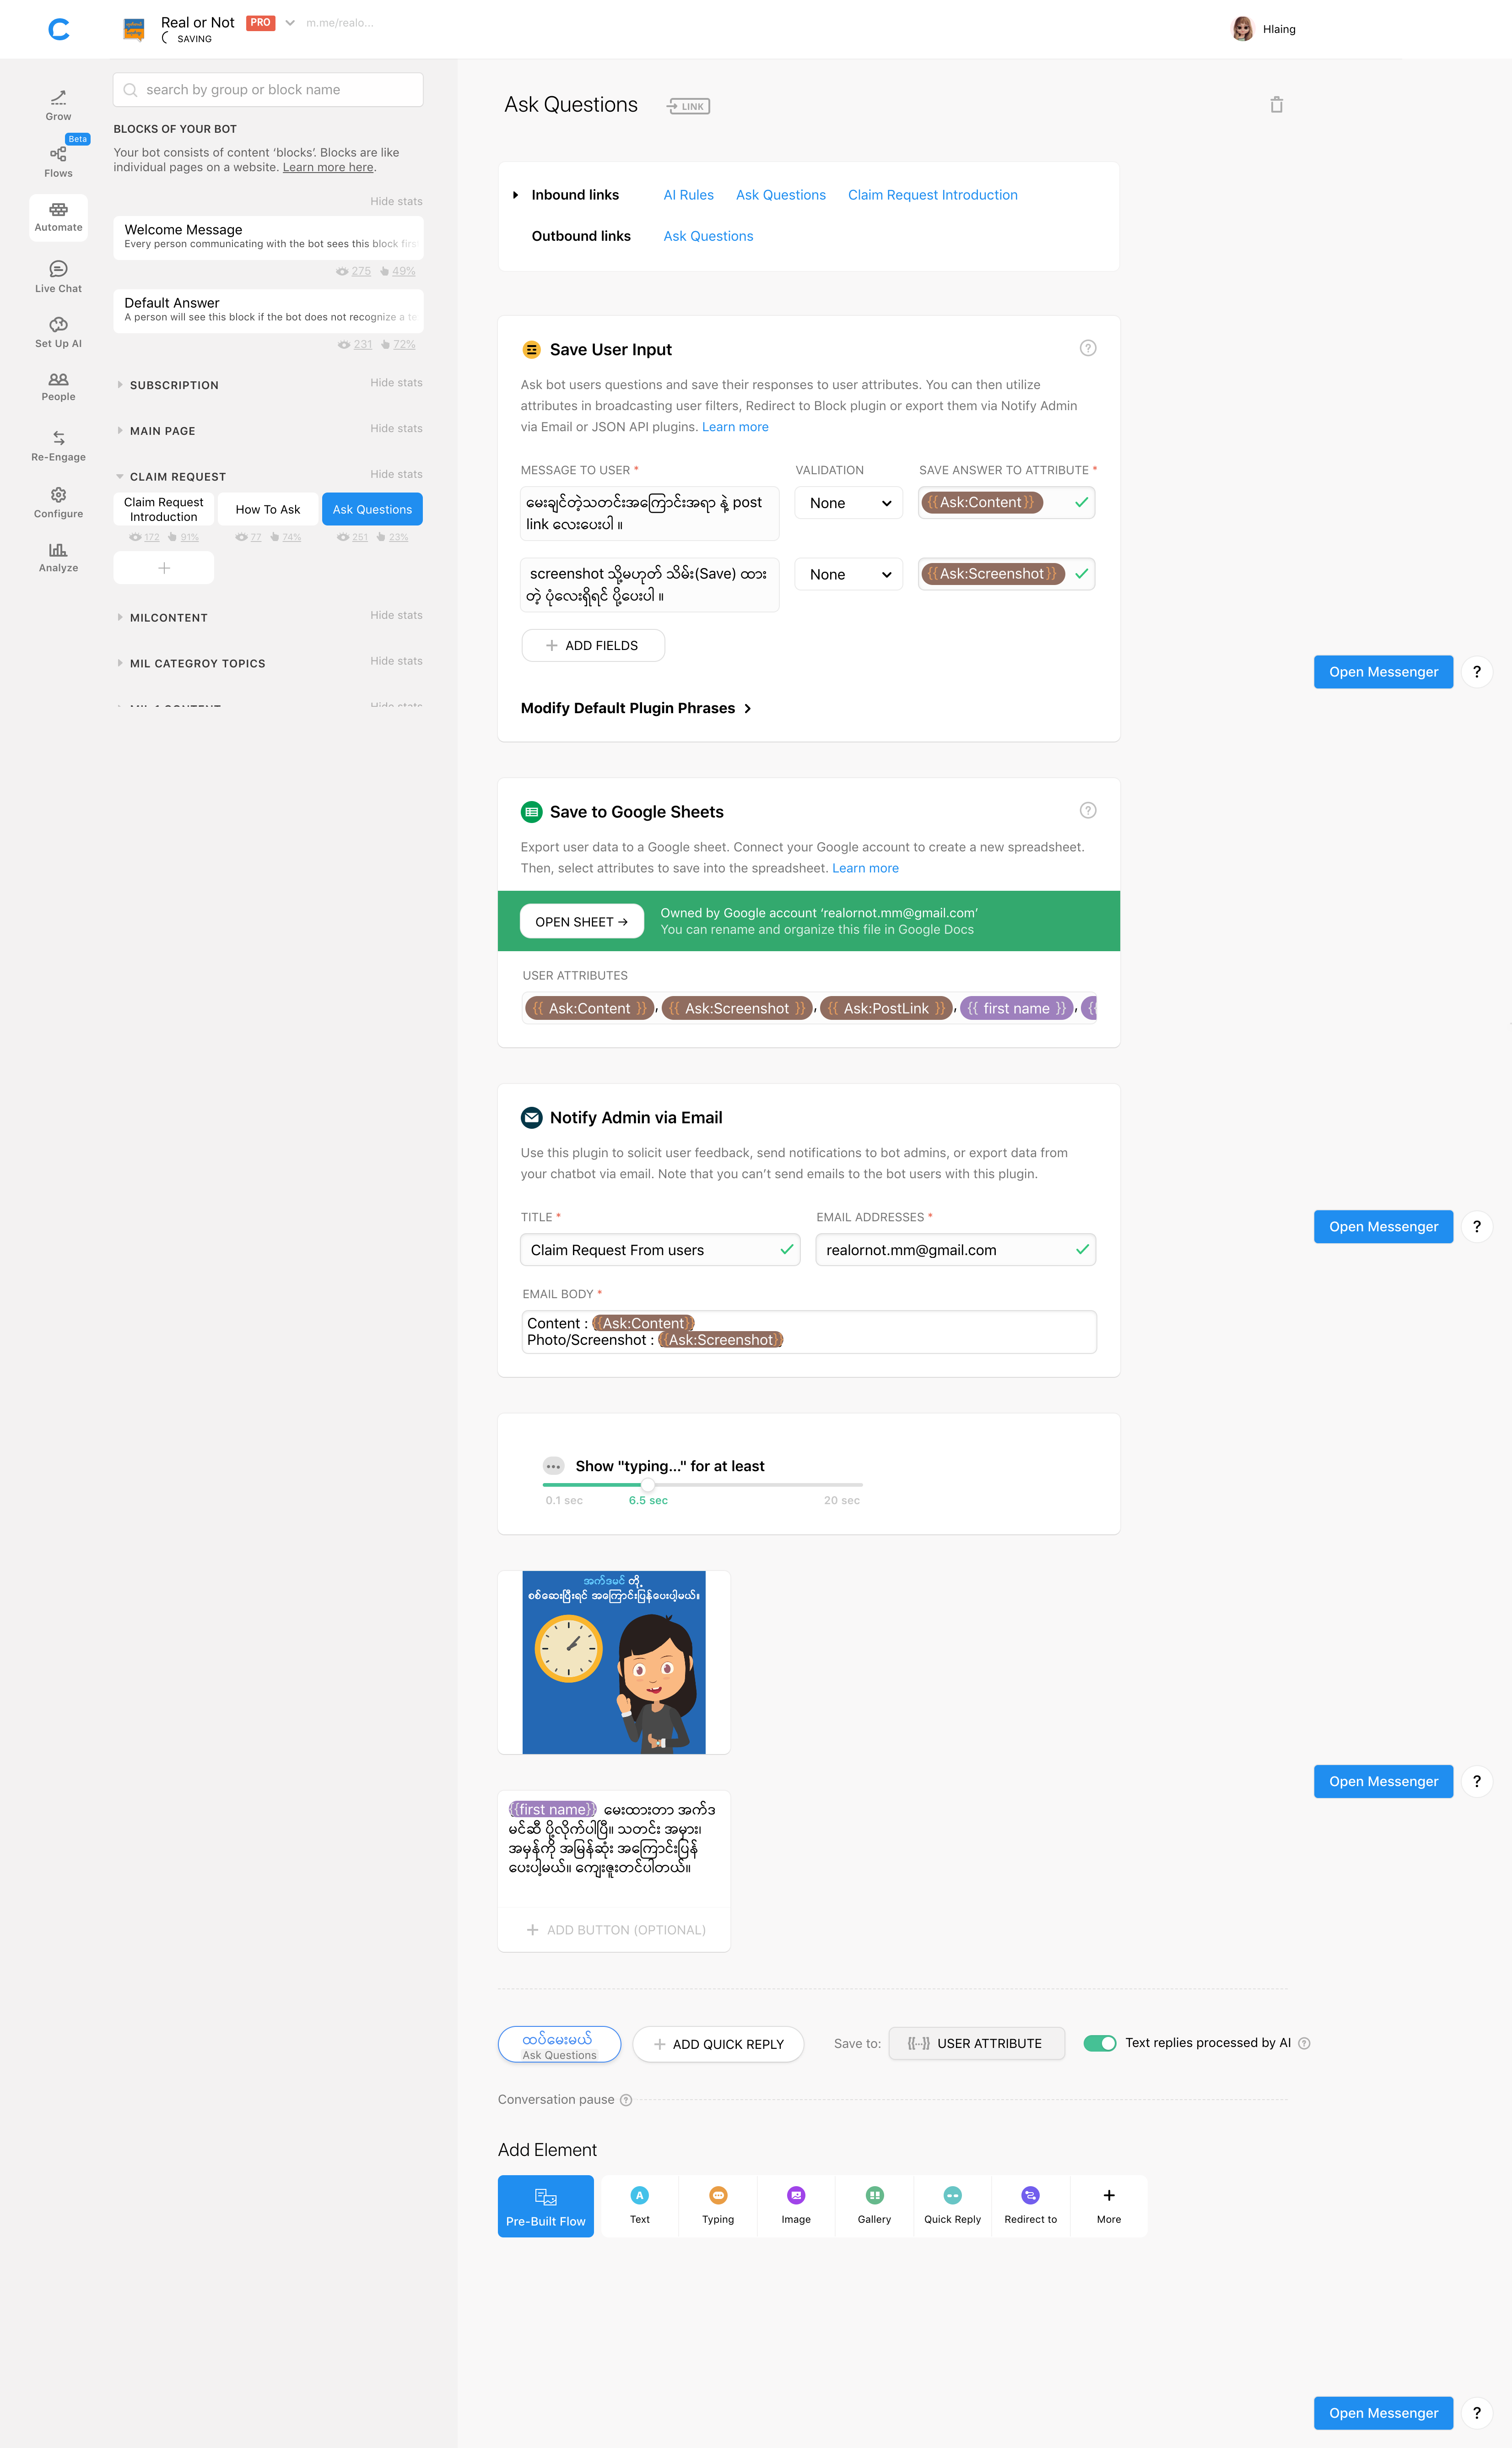 Real or Not PRO m.me/realo...
SAVING
Hlaing
Grow
Beta
Flows
Automate
Live Chat
Set Up AI
People
Re-Engage
Configure
Analyze
search by group or block name
BLOCKS OF YOUR BOT
Your bot consists of content ‘blocks’. Blocks are like
individual pages on a website. Learn more here.
Hide stats
Welcome Message
Every person communicating with the bot sees this block first
275 49%
Default Answer
A person will see this block if the bot does not recognize a te
231 72%
SUBSCRIPTION Hide stats
MAIN PAGE Hide stats
CLAIM REQUEST Hide stats
Claim Request
Introduction
How To Ask
Ask Questions
172 91%
77 74%
251 23%
MILCONTENT Hide stats
MIL CATEGROY TOPICS Hide stats
Ask Questions LINK
Inbound links AI Rules Ask Questions Claim Request Introduction
Outbound links Ask Questions
Save User Input
Ask bot users questions and save their responses to user attributes. You can then utilize
attributes in broadcasting user filters, Redirect to Block plugin or export them via Notify Admin
via Email or JSON API plugins. Learn more
MESSAGE TO USER * VALIDATION SAVE ANSWER TO ATTRIBUTE *
မေးချင်တဲ့သတင်းအကြောင်းအရာ နဲ့ post
link လေးပေးပါ ။
None
{{Ask:Content}}
screenshot သို့မဟုတ် သိမ်း(Save) ထား
တဲ့ ပုံလေးရှိရင် ပို့ပေးပါ ။
None
{{Ask:Screenshot}}
+ ADD FIELDS
Modify Default Plugin Phrases >
Open Messenger ?
Save to Google Sheets
Export user data to a Google sheet. Connect your Google account to create a new spreadsheet.
Then, select attributes to save into the spreadsheet. Learn more
OPEN SHEET →
Owned by Google account ‘realornot.mm@gmail.com’
You can rename and organize this file in Google Docs
USER ATTRIBUTES
{{ Ask:Content }}, {{ Ask:Screenshot }}, {{ Ask:PostLink }}, {{ first name }}, {{
Notify Admin via Email
Use this plugin to solicit user feedback, send notifications to bot admins, or export data from
your chatbot via email. Note that you can’t send emails to the bot users with this plugin.
TITLE * EMAIL ADDRESSES *
Claim Request From users
realornot.mm@gmail.com
Open Messenger ?
EMAIL BODY *
Content : {{Ask:Content}}
Photo/Screenshot : {{Ask:Screenshot}}
Show "typing..." for at least
0.1 sec 6.5 sec 20 sec
အက်ဒမင် တို့
စစ်ဆေးပြီးရင် အကြောင်းပြန်ပေးပါ့မယ်။
Open Messenger ?
{{first name}} မေးထားတာ အက်ဒ
မင်ဆီ ပို့လိုက်ပါပြီ။ သတင်း အမှား၊
အမှန်ကို အမြန်ဆုံး အကြောင်းပြန်
ပေးပါ့မယ်။ ကျေးဇူးတင်ပါတယ်။
+ ADD BUTTON (OPTIONAL)
ထပ်မေးမယ်
Ask Questions
+ ADD QUICK REPLY
Save to: {{...}} USER ATTRIBUTE
Text replies processed by AI ?
Conversation pause ?
Add Element
Pre-Built Flow
Text
Typing
Image
Gallery
Quick Reply
Redirect to
More
Open Messenger ?